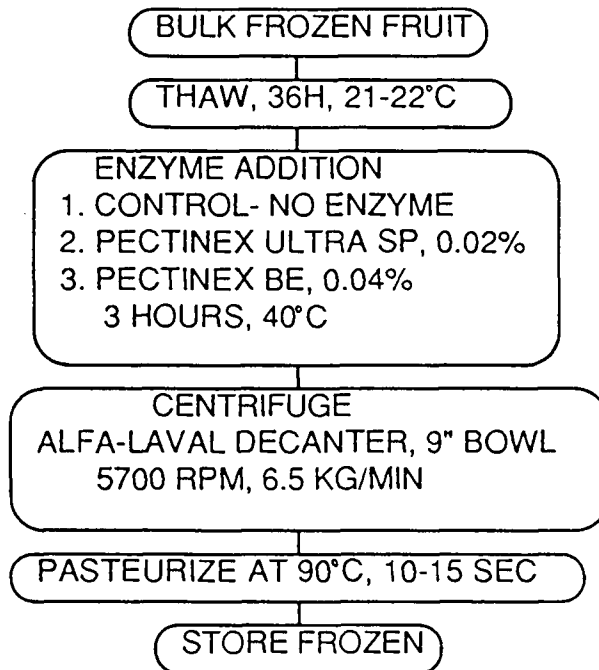 BULK FROZEN FRUIT
THAW, 36H, 21-22°C
ENZYME ADDITION
1. CONTROL- NO ENZYME
2. PECTINEX ULTRA SP, 0.02%
3. PECTINEX BE, 0.04%
3 HOURS, 40°C
CENTRIFUGE
ALFA-LAVAL DECANTER, 9" BOWL
5700 RPM, 6.5 KG/MIN
PASTEURIZE AT 90°C, 10-15 SEC
STORE FROZEN